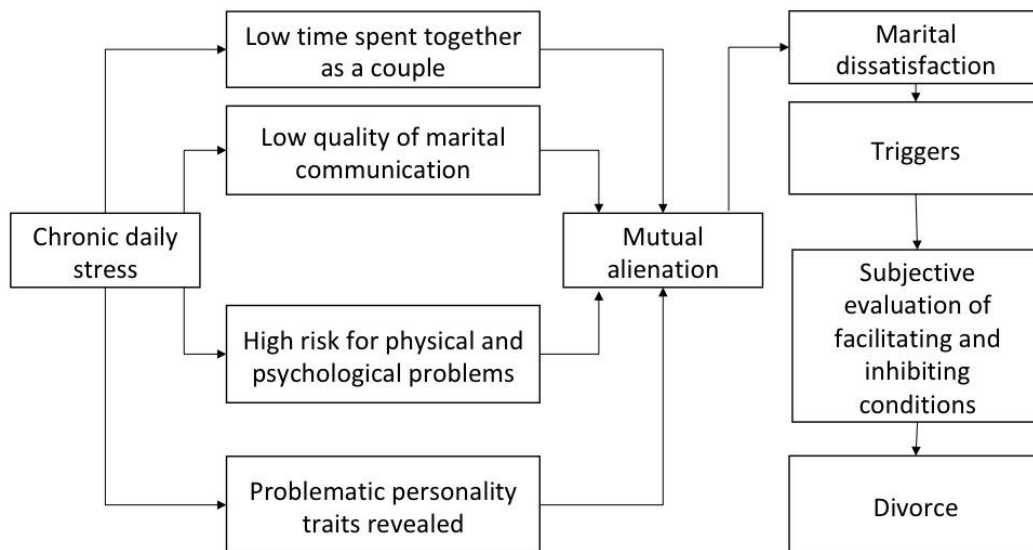 Low time spent together
as a couple
Low quality of marital
communication
Chronic daily
stress
High risk for physical and
psychological problems
Problematic personality
traits revealed
Mutual
alienation
Marital
dissatisfaction
Triggers
Subjective
evaluation of
facilitating and
inhibiting
conditions
Divorce